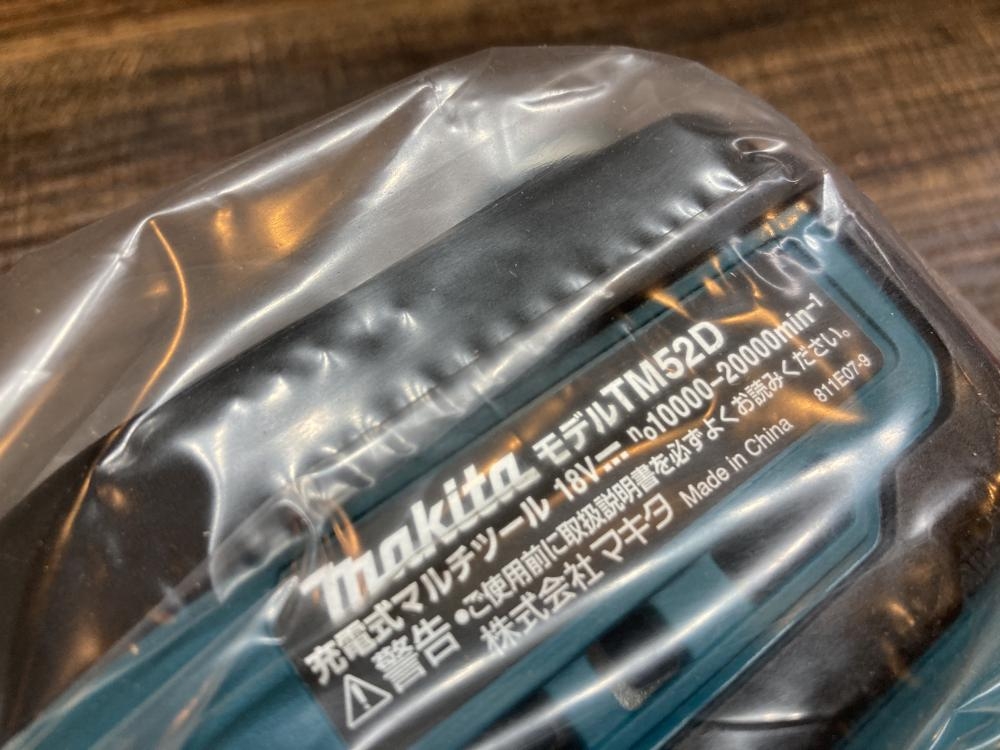 makita モデルTM52D
充電式マルチツール 18V⎓ n₀10000-20000min⁻¹
⚠警告 •ご使用前に取扱説明書を必ずよくお読みください。
株式会社マキタ Made in China 811E07-9